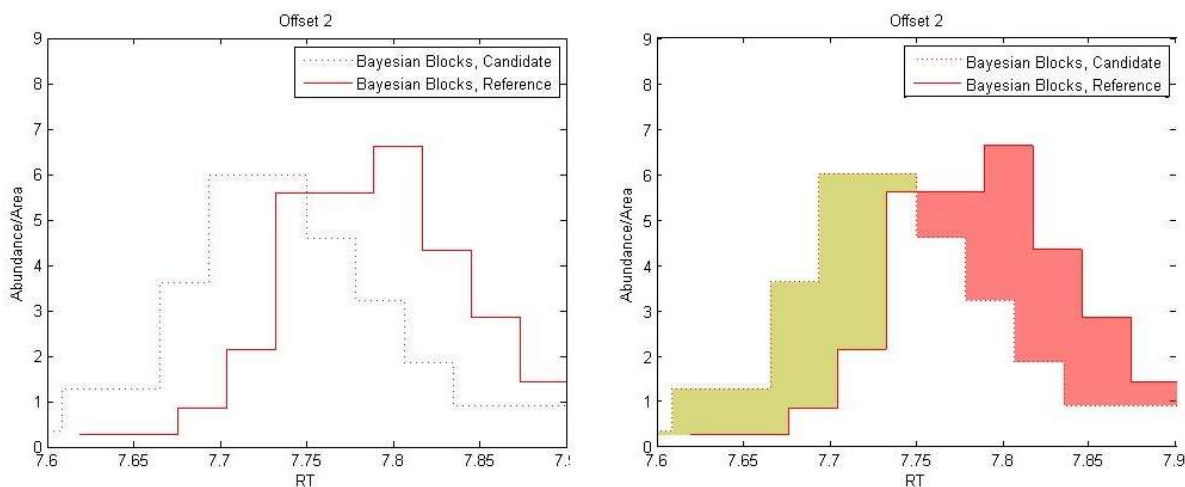 Offset 2
9
8
7
6
5
4
3
2
1
0
Abundance/Area
Bayesian Blocks, Candidate
Bayesian Blocks, Reference
7.6 7.65 7.7 7.75 7.8 7.85 7.9
RT
Offset 2
9
8
7
6
5
4
3
2
1
0
Abundance/Area
Bayesian Blocks, Candidate
Bayesian Blocks, Reference
7.6 7.65 7.7 7.75 7.8 7.85 7.9
RT